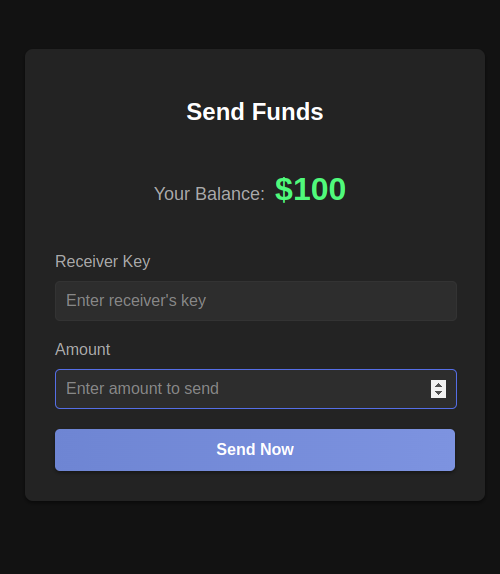 Send Funds
Your Balance: $100
Receiver Key
Enter receiver's key
Amount
Enter amount to send
Send Now